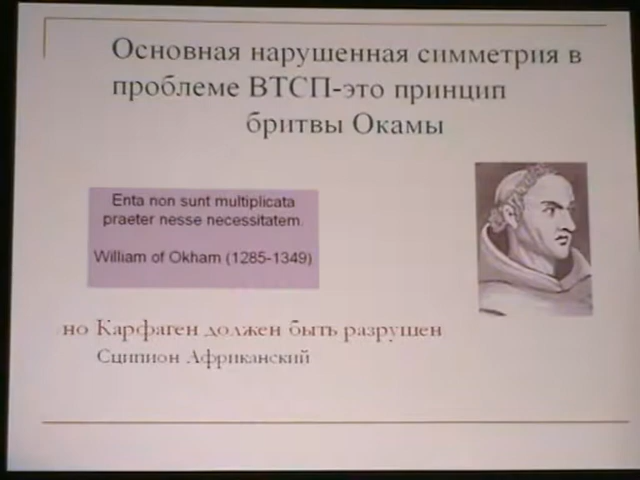 Основная нарушенная симметрия в
проблеме ВТСП-это принцип
бритвы Окамы
Enta non sunt multiplicata
praeter nesse necessitatem.
William of Okham (1285-1349)
но Карфаген должен быть разрушен
Сципион Африканский